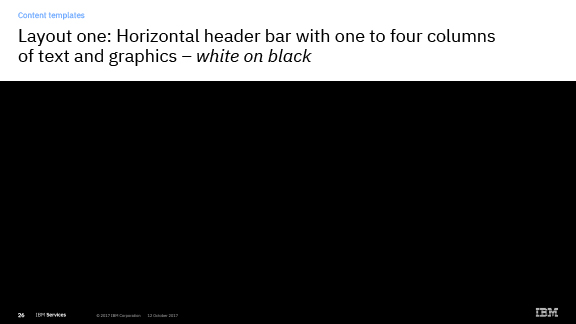 Content templates
Layout one: Horizontal header bar with one to four columns
of text and graphics – white on black
26 IBM Services © 2017 IBM Corporation 12 October 2017 IBM